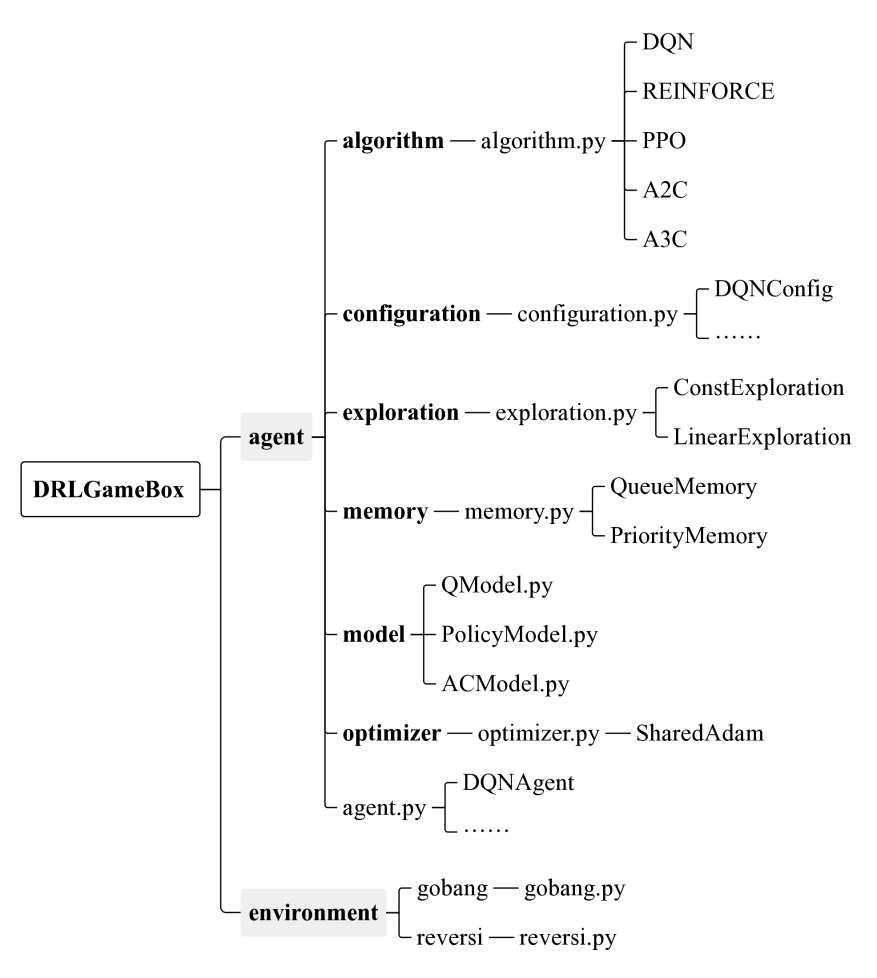 DRLGameBox
agent
algorithm
algorithm.py
DQN
REINFORCE
PPO
A2C
A3C
configuration
configuration.py
DQNConfig
······
exploration
exploration.py
ConstExploration
LinearExploration
memory
memory.py
QueueMemory
PriorityMemory
model
QModel.py
PolicyModel.py
ACModel.py
optimizer
optimizer.py
SharedAdam
agent.py
DQNAgent
······
environment
gobang
gobang.py
reversi
reversi.py